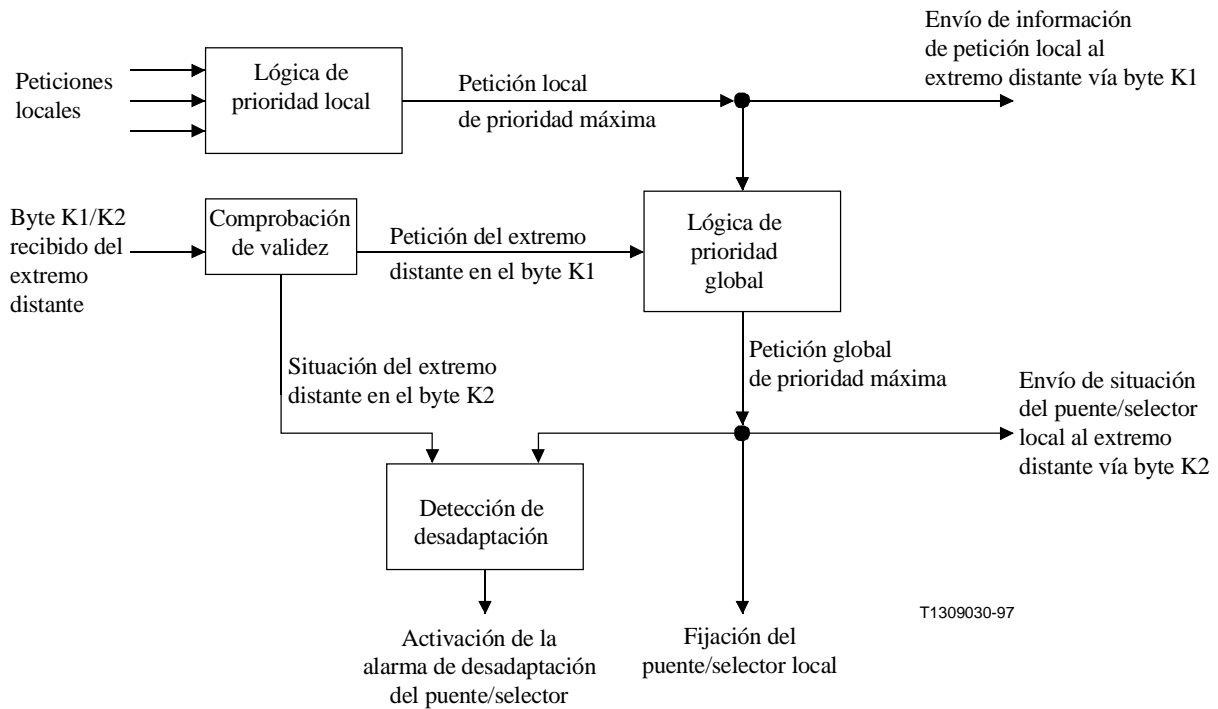 Peticiones
locales
Lógica de
prioridad local
Petición local
de prioridad máxima
Envío de información
de petición local al
extremo distante vía byte K1
Byte K1/K2
recibido del
extremo
distante
Comprobación
de validez
Petición del extremo
distante en el byte K1
Lógica de
prioridad
global
Situación del extremo
distante en el byte K2
Petición global
de prioridad máxima
Envío de situación
del puente/selector
local al extremo
distante vía byte K2
Detección de
desadaptación
Activación de la
alarma de desadaptación
del puente/selector
Fijación del
puente/selector local
T1309030-97